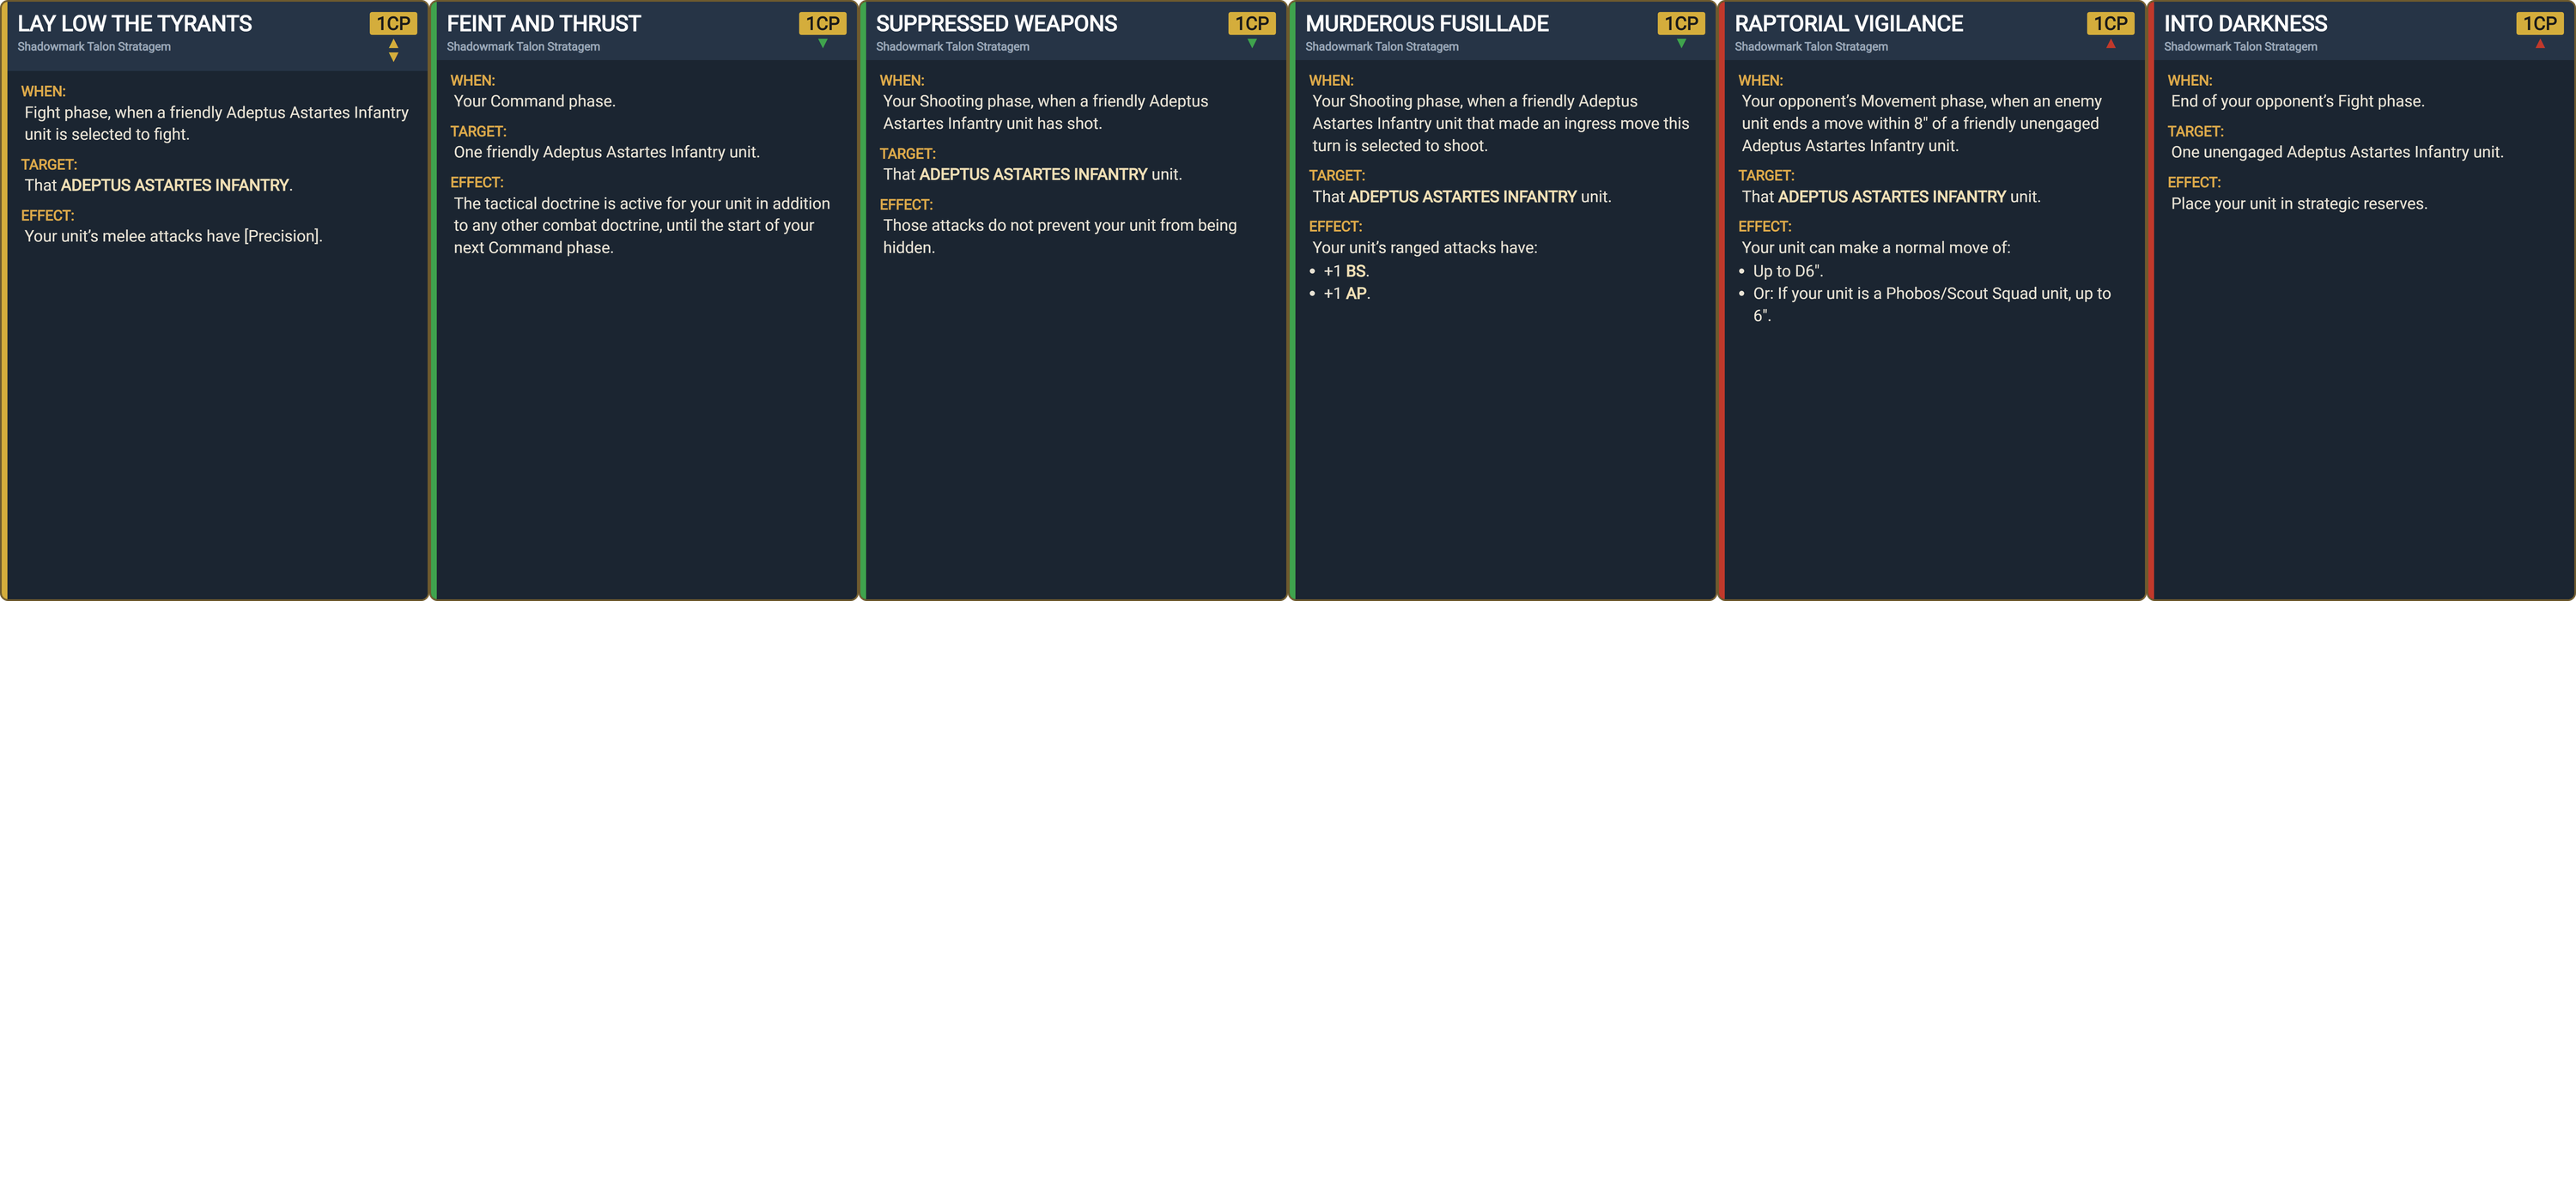 LAY LOW THE TYRANTS
1CP
Shadowmark Talon Stratagem
▲
▼
WHEN:
Fight phase, when a friendly Adeptus Astartes Infantry
unit is selected to fight.
TARGET:
That ADEPTUS ASTARTES INFANTRY.
EFFECT:
Your unit’s melee attacks have [Precision].
FEINT AND THRUST
1CP
Shadowmark Talon Stratagem
▼
WHEN:
Your Command phase.
TARGET:
One friendly Adeptus Astartes Infantry unit.
EFFECT:
The tactical doctrine is active for your unit in addition
to any other combat doctrine, until the start of your
next Command phase.
SUPPRESSED WEAPONS
1CP
Shadowmark Talon Stratagem
▼
WHEN:
Your Shooting phase, when a friendly Adeptus
Astartes Infantry unit has shot.
TARGET:
That ADEPTUS ASTARTES INFANTRY unit.
EFFECT:
Those attacks do not prevent your unit from being
hidden.
MURDEROUS FUSILLADE
1CP
Shadowmark Talon Stratagem
▼
WHEN:
Your Shooting phase, when a friendly Adeptus
Astartes Infantry unit that made an ingress move this
turn is selected to shoot.
TARGET:
That ADEPTUS ASTARTES INFANTRY unit.
EFFECT:
Your unit’s ranged attacks have:
• +1 BS.
• +1 AP.
RAPTORIAL VIGILANCE
1CP
Shadowmark Talon Stratagem
▲
WHEN:
Your opponent’s Movement phase, when an enemy
unit ends a move within 8" of a friendly unengaged
Adeptus Astartes Infantry unit.
TARGET:
That ADEPTUS ASTARTES INFANTRY unit.
EFFECT:
Your unit can make a normal move of:
• Up to D6".
• Or: If your unit is a Phobos/Scout Squad unit, up to
6".
INTO DARKNESS
1CP
Shadowmark Talon Stratagem
▲
WHEN:
End of your opponent’s Fight phase.
TARGET:
One unengaged Adeptus Astartes Infantry unit.
EFFECT:
Place your unit in strategic reserves.